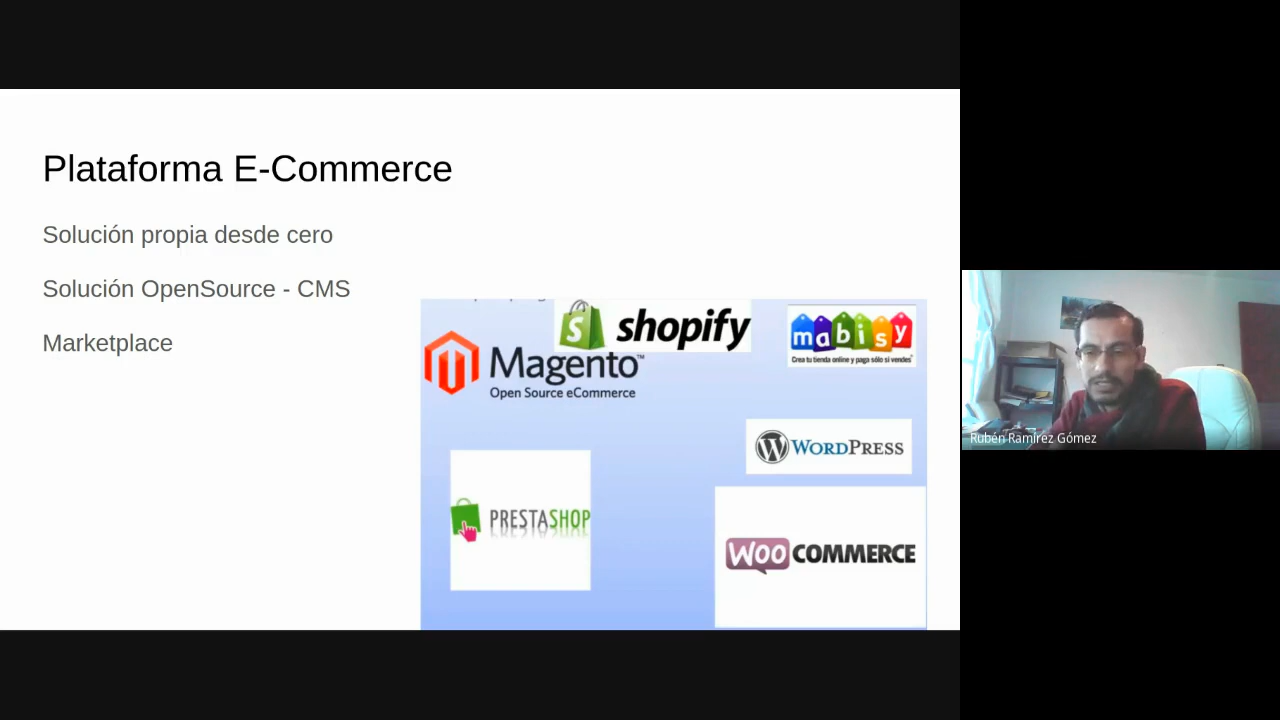 Plataforma E-Commerce
Solución propia desde cero
Solución OpenSource - CMS
Marketplace
shopify
mabisy
Crea tu tienda online y paga sólo si vendes
Magento™
Open Source eCommerce
WORDPRESS
PRESTASHOP
WOO COMMERCE
Rubén Ramírez Gómez